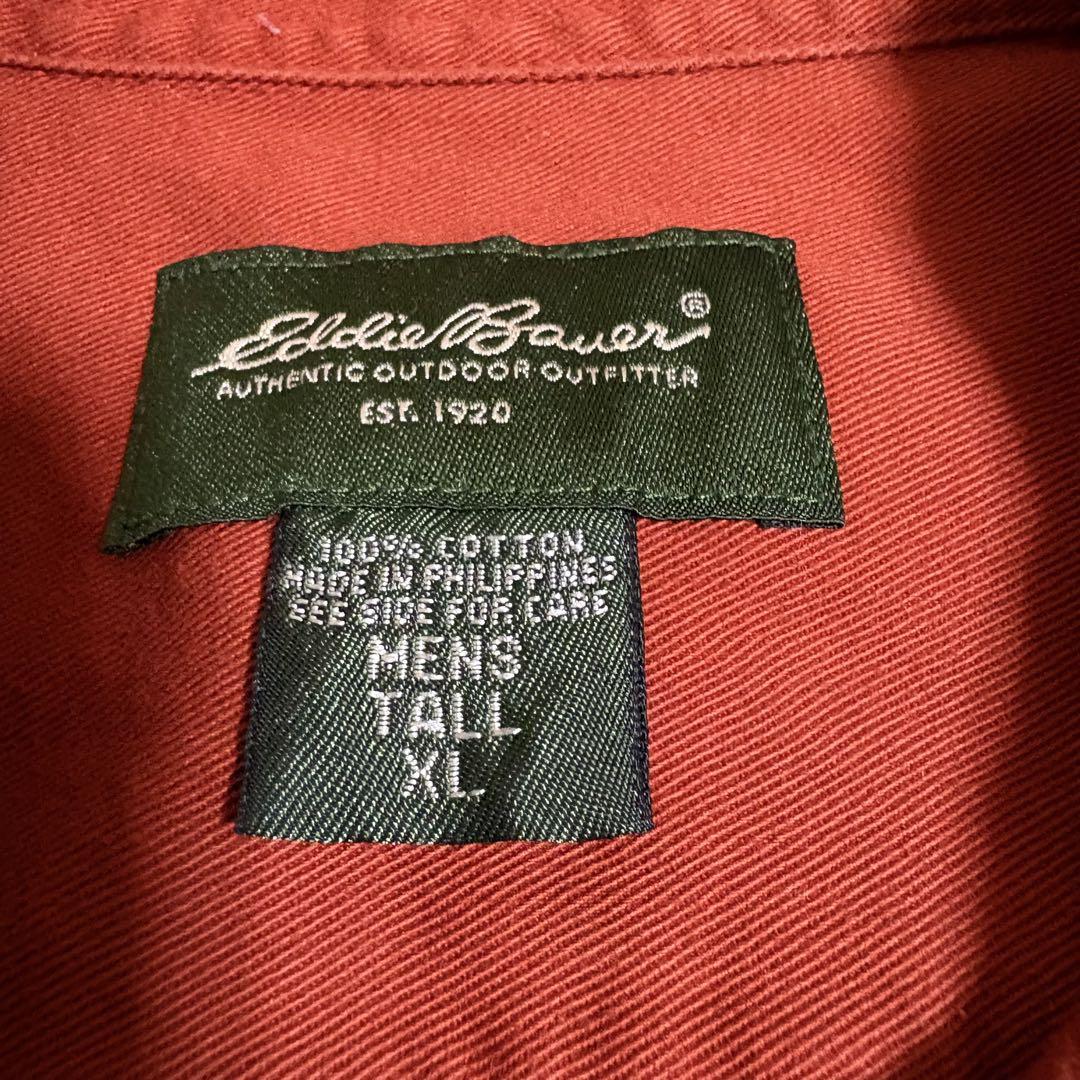 Eddie Bauer®
AUTHENTIC OUTDOOR OUTFITTER
EST. 1920
100% COTTON
MADE IN PHILIPPINES
SEE SIDE FOR CARE
MENS
TALL
XL